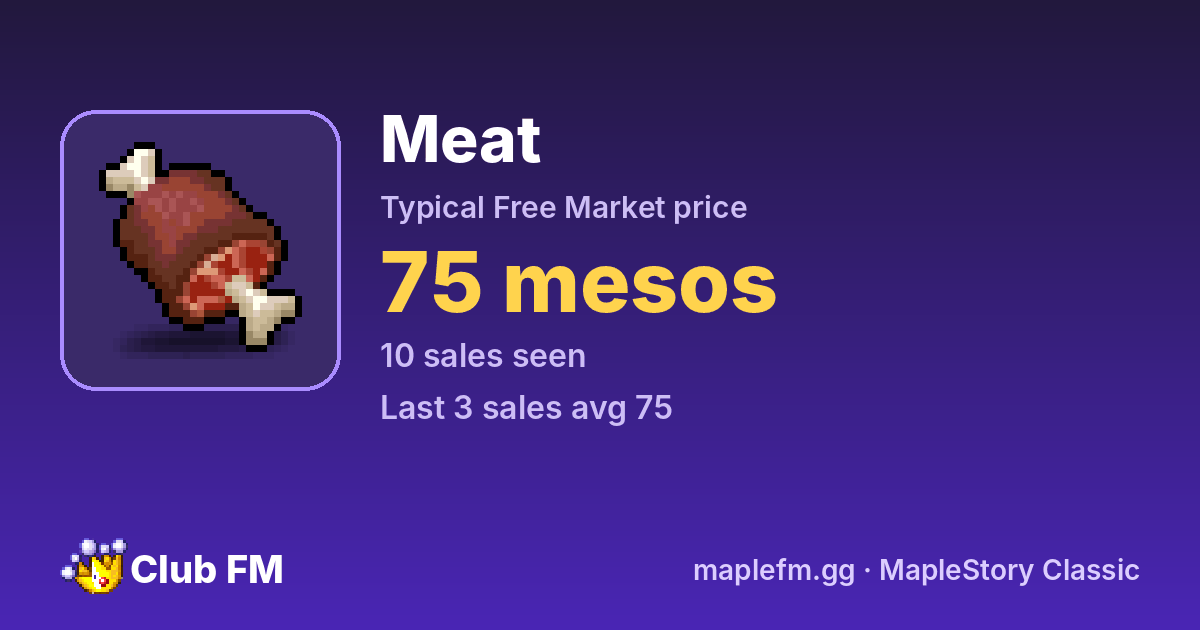 Meat
Typical Free Market price
75 mesos
10 sales seen
Last 3 sales avg 75
Club FM
maplefm.gg · MapleStory Classic